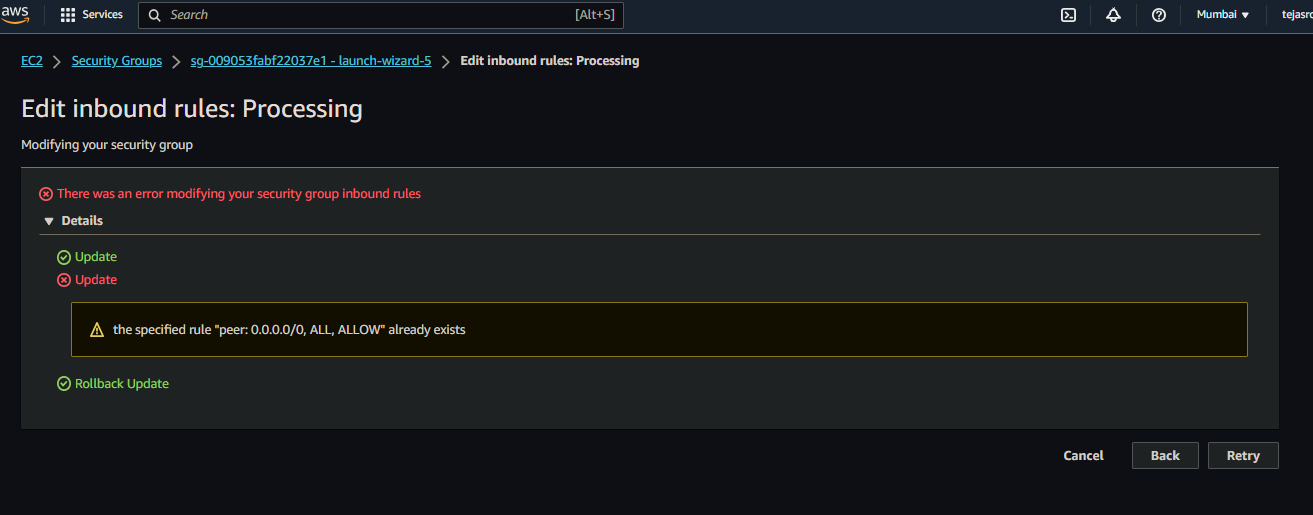 aws Services Search [Alt+S] Mumbai ▼
EC2 > Security Groups > sg-009053fabf22037e1 - launch-wizard-5 > Edit inbound rules: Processing
Edit inbound rules: Processing
Modifying your security group
There was an error modifying your security group inbound rules
▼ Details
Update
Update
the specified rule "peer: 0.0.0.0/0, ALL, ALLOW" already exists
Rollback Update
Cancel Back Retry